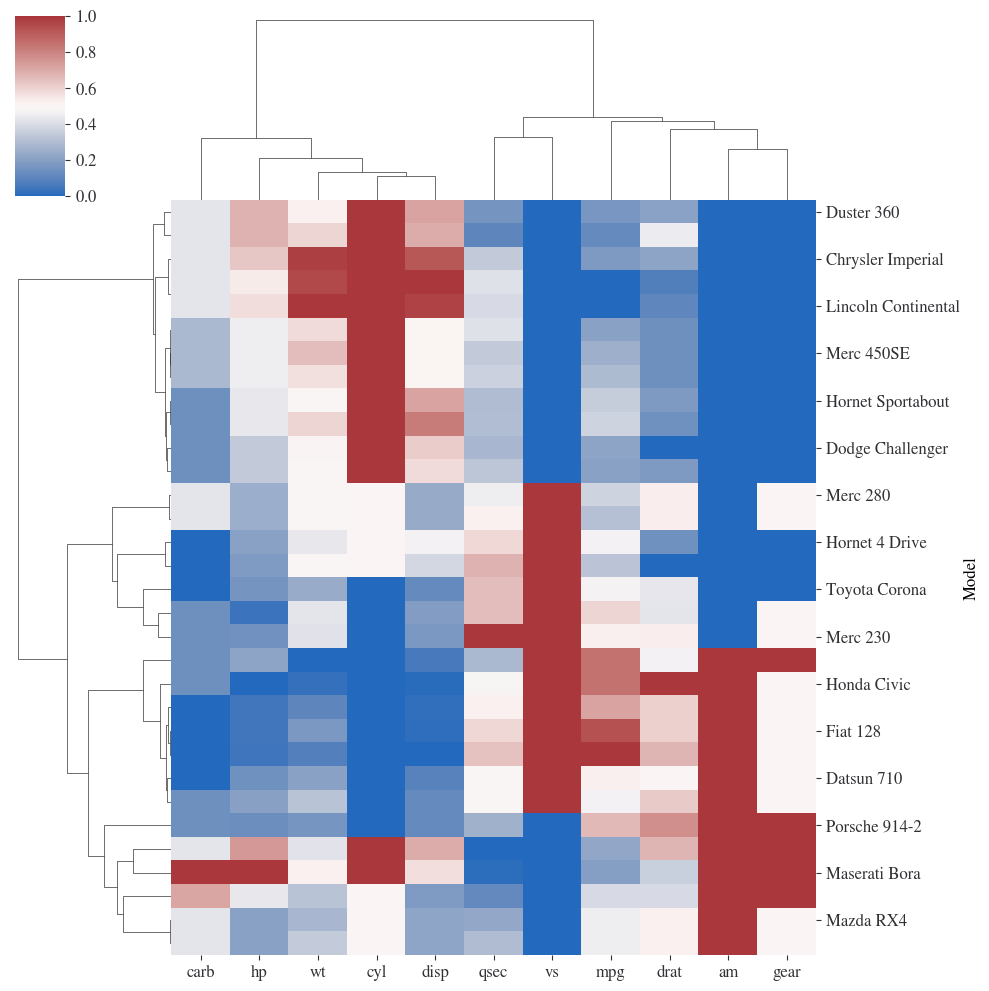 1.0
0.8
0.6
0.4
0.2
0.0
Duster 360
Chrysler Imperial
Lincoln Continental
Merc 450SE
Hornet Sportabout
Dodge Challenger
Merc 280
Hornet 4 Drive
Toyota Corona
Merc 230
Honda Civic
Fiat 128
Datsun 710
Porsche 914-2
Maserati Bora
Mazda RX4
Model
carb hp wt cyl disp qsec vs mpg drat am gear